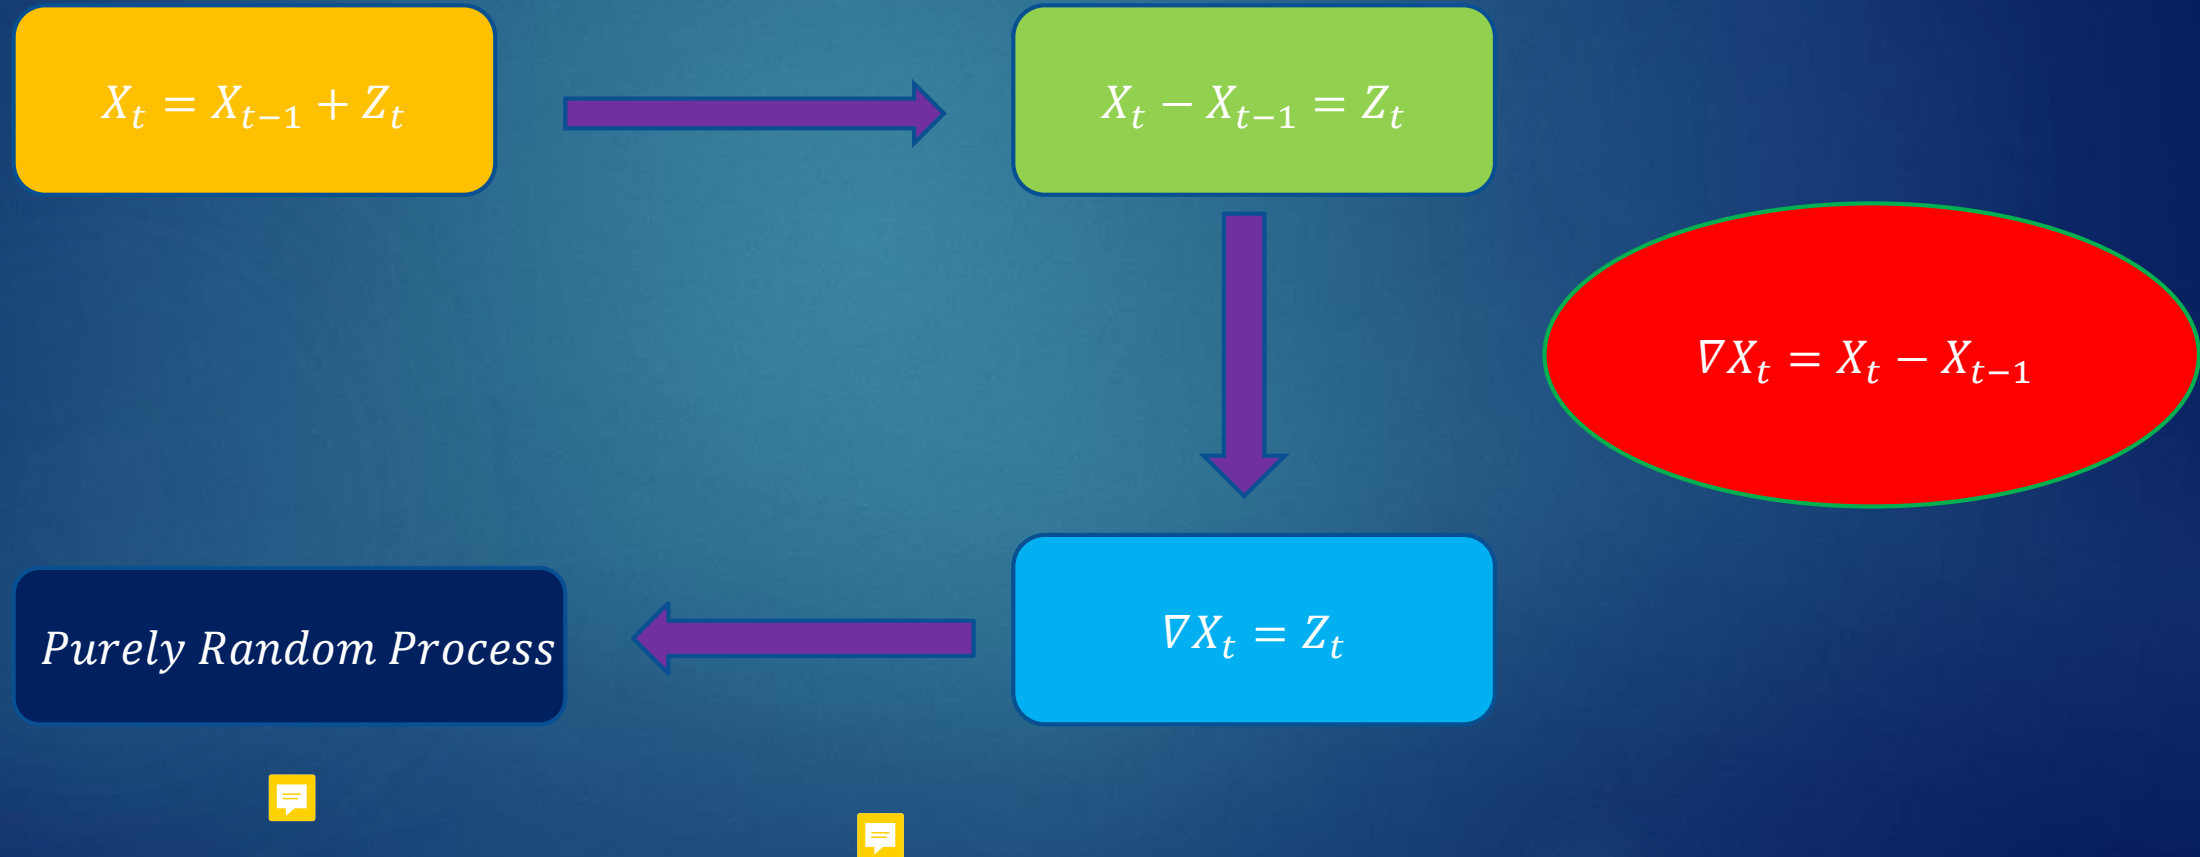 𝑋ₜ = 𝑋ₜ₋₁ + 𝑍ₜ
𝑋ₜ − 𝑋ₜ₋₁ = 𝑍ₜ
𝛻𝑋ₜ = 𝑋ₜ − 𝑋ₜ₋₁
𝛻𝑋ₜ = 𝑍ₜ
Purely Random Process